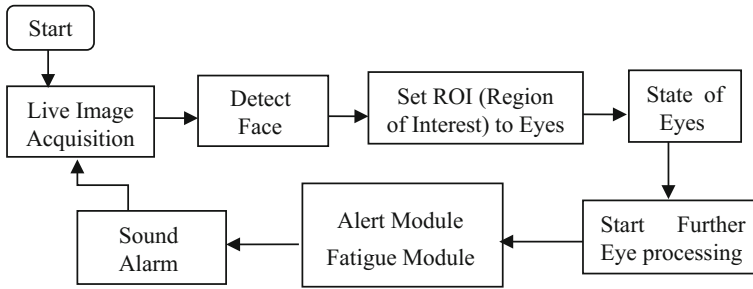 Start
Live Image
Acquisition
Detect
Face
Set ROI (Region
of Interest) to Eyes
State of
Eyes
Start Further
Eye processing
Alert Module
Fatigue Module
Sound
Alarm